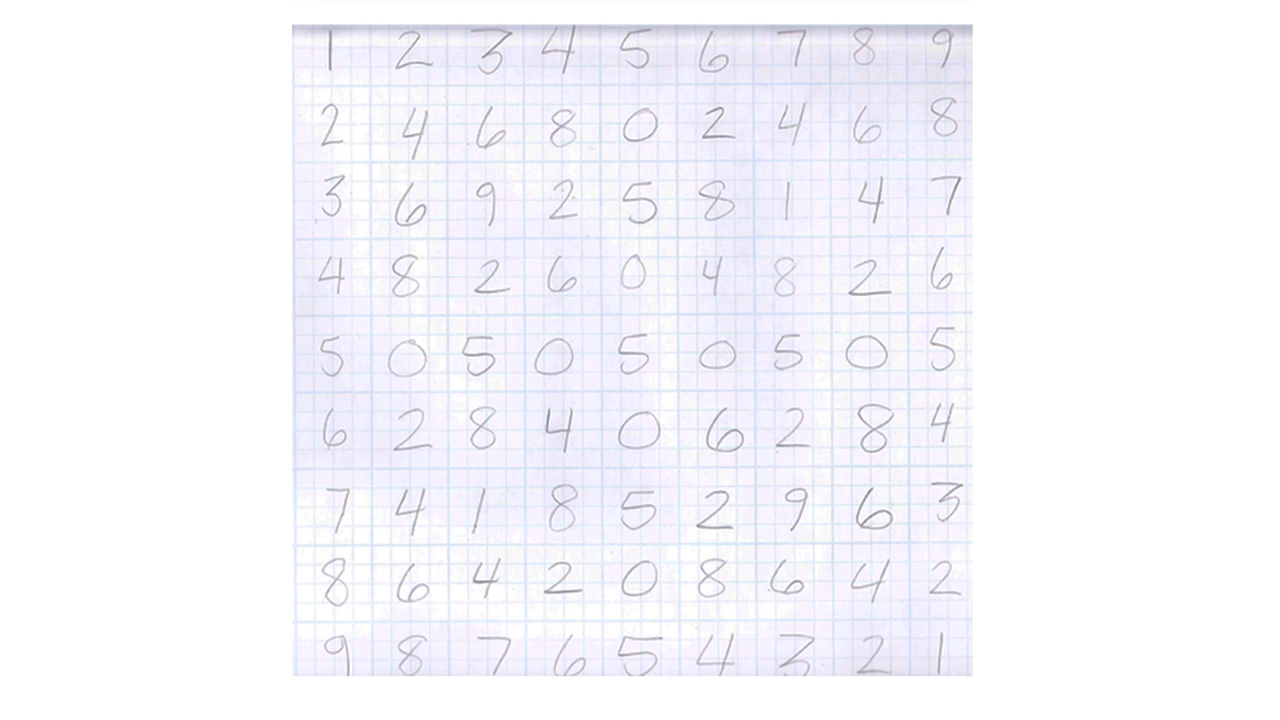 1 2 3 4 5 6 7 8 9
2 4 6 8 0 2 4 6 8
3 6 9 2 5 8 1 4 7
4 8 2 6 0 4 8 2 6
5 0 5 0 5 0 5 0 5
6 2 8 4 0 6 2 8 4
7 4 1 8 5 2 9 6 3
8 6 4 2 0 8 6 4 2
9 8 7 6 5 4 3 2 1